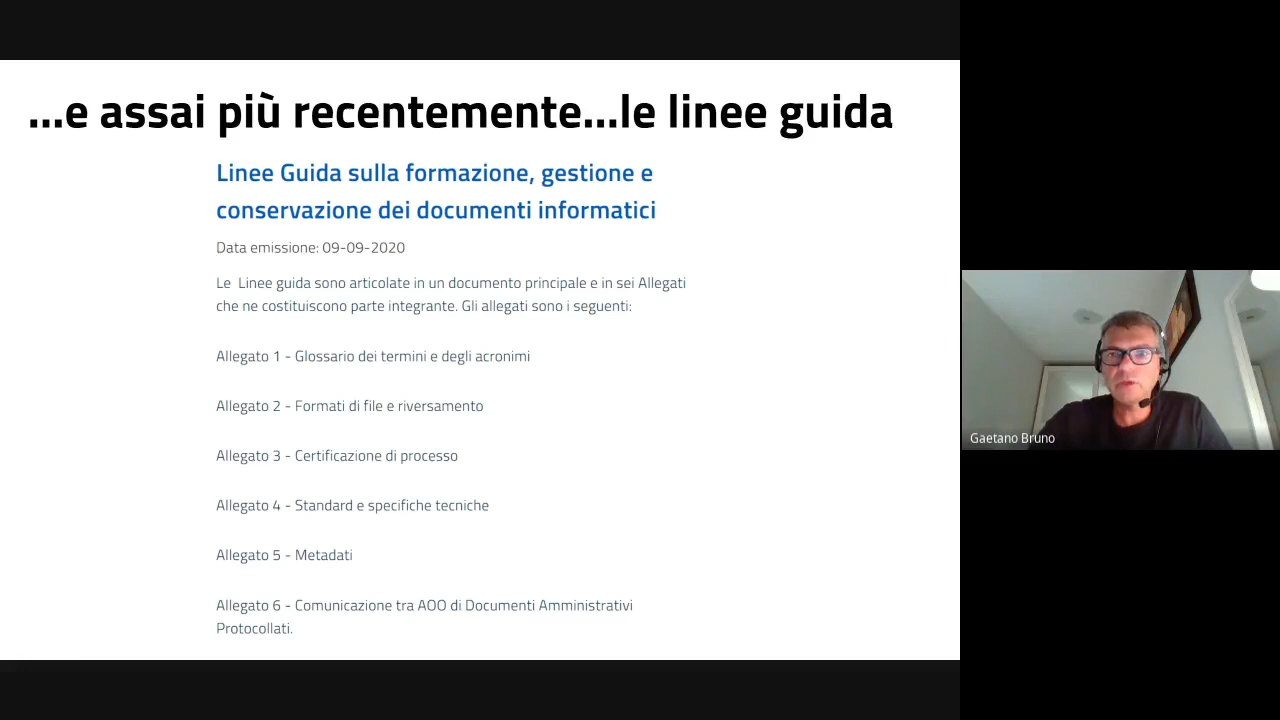 ...e assai più recentemente...le linee guida
Linee Guida sulla formazione, gestione e
conservazione dei documenti informatici
Data emissione: 09-09-2020
Le  Linee guida sono articolate in un documento principale e in sei Allegati
che ne costituiscono parte integrante. Gli allegati sono i seguenti:
Allegato 1 - Glossario dei termini e degli acronimi
Allegato 2 - Formati di file e riversamento
Allegato 3 - Certificazione di processo
Allegato 4 - Standard e specifiche tecniche
Allegato 5 - Metadati
Allegato 6 - Comunicazione tra AOO di Documenti Amministrativi
Protocollati.
Gaetano Bruno